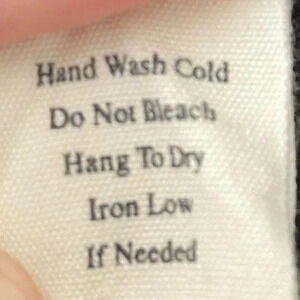 Hand Wash Cold
Do Not Bleach
Hang To Dry
Iron Low
If Needed